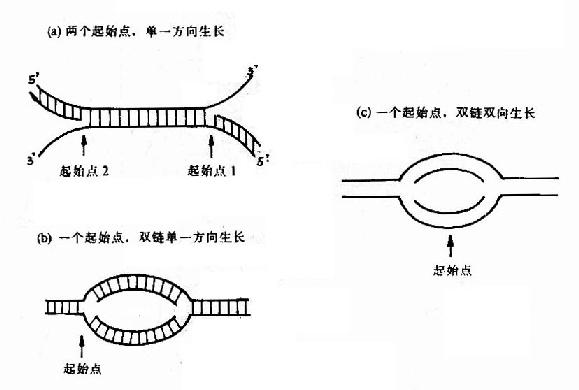 (a) 两个起始点，单一方向生长
5'
3'
3'
5'
起始点 2
起始点 1
(b) 一个起始点，双链单一方向生长
起始点
(c) 一个起始点，双链双向生长
起始点